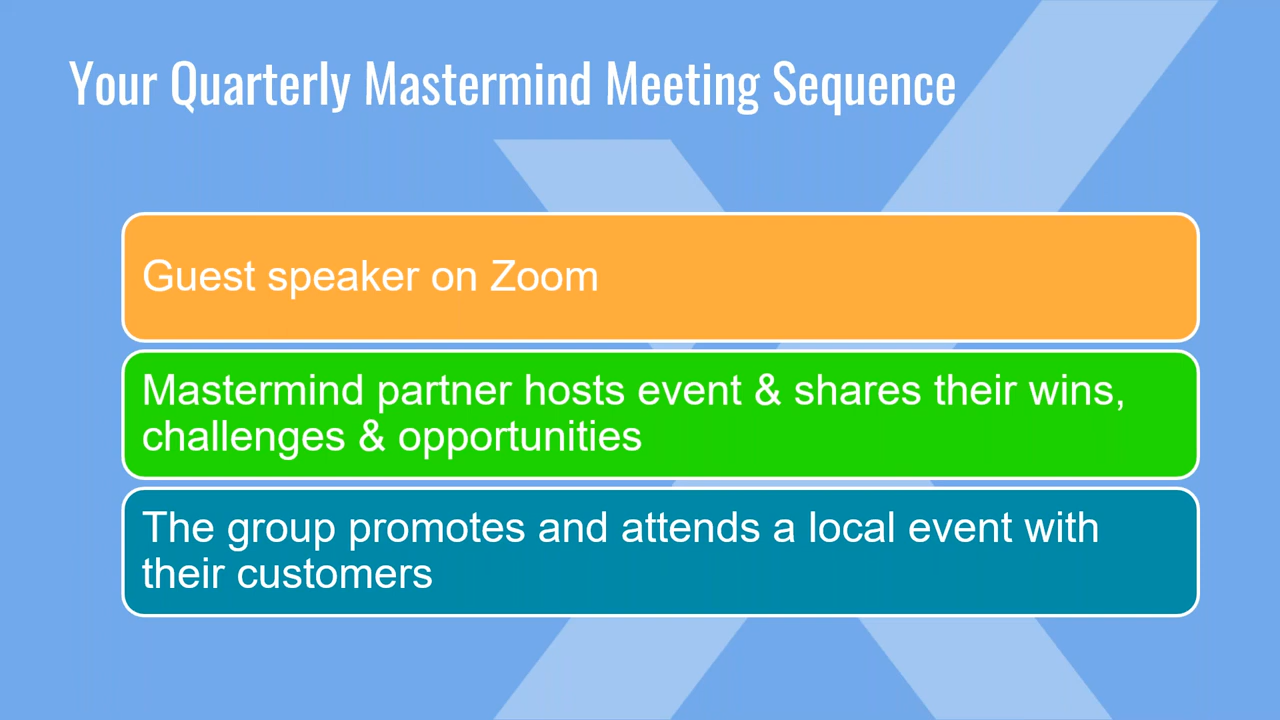 Your Quarterly Mastermind Meeting Sequence
Guest speaker on Zoom
Mastermind partner hosts event & shares their wins,
challenges & opportunities
The group promotes and attends a local event with
their customers